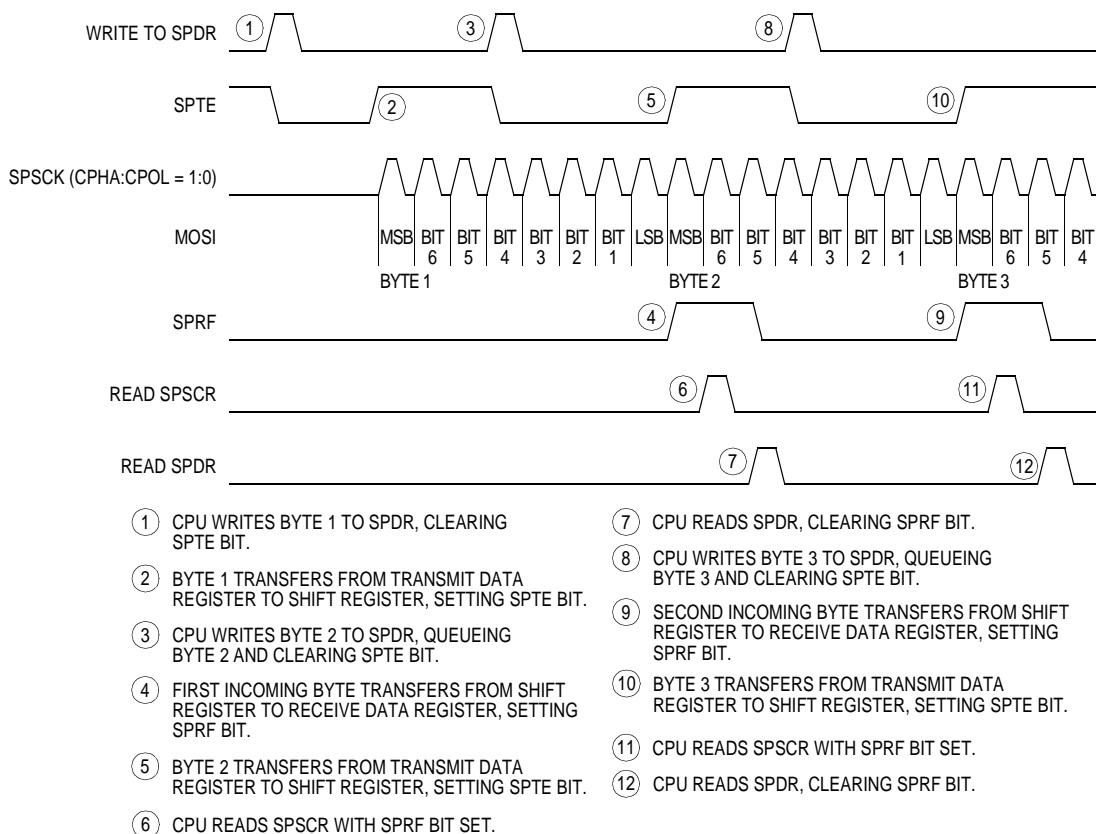 WRITE TO SPDR 1 3 8
SPTE 2 5 10
SPSCK (CPHA:CPOL = 1:0)
MOSI MSB BIT 6 BIT 5 BIT 4 BIT 3 BIT 2 BIT 1 LSB MSB BIT 6 BIT 5 BIT 4 BIT 3 BIT 2 BIT 1 LSB MSB BIT 6 BIT 5 BIT 4
BYTE 1 BYTE 2 BYTE 3
SPRF 4 9
READ SPSCR 6 11
READ SPDR 7 12
1 CPU WRITES BYTE 1 TO SPDR, CLEARING
SPTE BIT.
2 BYTE 1 TRANSFERS FROM TRANSMIT DATA
REGISTER TO SHIFT REGISTER, SETTING SPTE BIT.
3 CPU WRITES BYTE 2 TO SPDR, QUEUEING
BYTE 2 AND CLEARING SPTE BIT.
4 FIRST INCOMING BYTE TRANSFERS FROM SHIFT
REGISTER TO RECEIVE DATA REGISTER, SETTING
SPRF BIT.
5 BYTE 2 TRANSFERS FROM TRANSMIT DATA
REGISTER TO SHIFT REGISTER, SETTING SPTE BIT.
6 CPU READS SPSCR WITH SPRF BIT SET.
7 CPU READS SPDR, CLEARING SPRF BIT.
8 CPU WRITES BYTE 3 TO SPDR, QUEUEING
BYTE 3 AND CLEARING SPTE BIT.
9 SECOND INCOMING BYTE TRANSFERS FROM SHIFT
REGISTER TO RECEIVE DATA REGISTER, SETTING
SPRF BIT.
10 BYTE 3 TRANSFERS FROM TRANSMIT DATA
REGISTER TO SHIFT REGISTER, SETTING SPTE BIT.
11 CPU READS SPSCR WITH SPRF BIT SET.
12 CPU READS SPDR, CLEARING SPRF BIT.